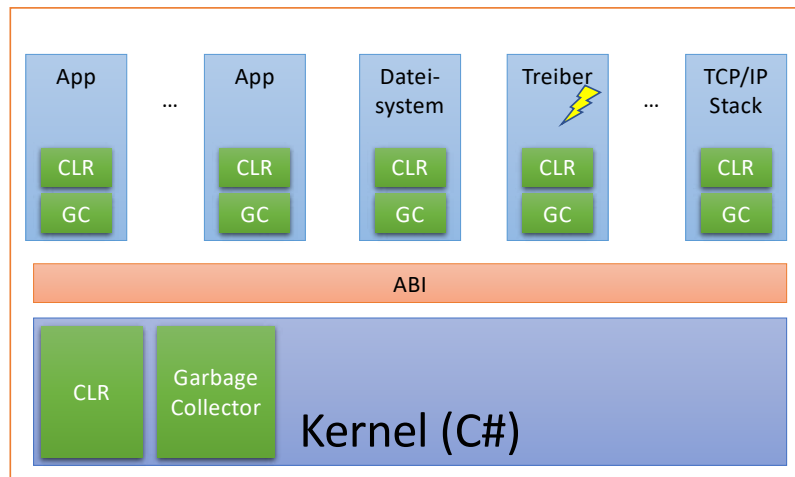 App
...
App
Datei-
system
Treiber
...
TCP/IP
Stack
CLR
CLR
CLR
CLR
CLR
GC
GC
GC
GC
GC
ABI
CLR
Garbage
Collector
Kernel (C#)